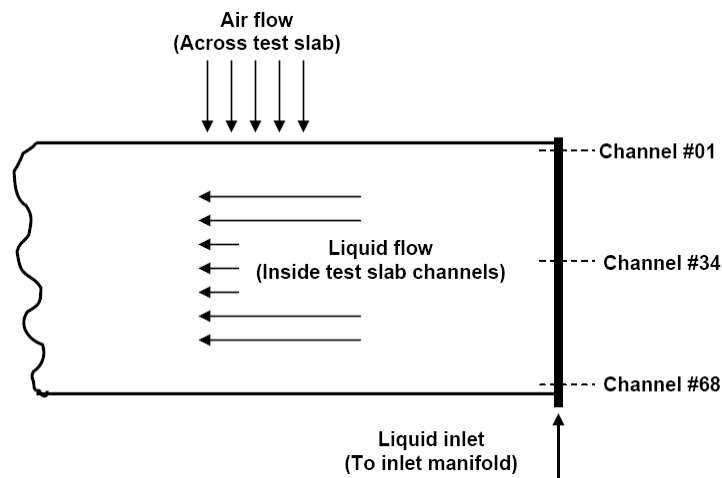 Air flow
(Across test slab)
Channel #01
Liquid flow
(Inside test slab channels)
Channel #34
Channel #68
Liquid inlet
(To inlet manifold)